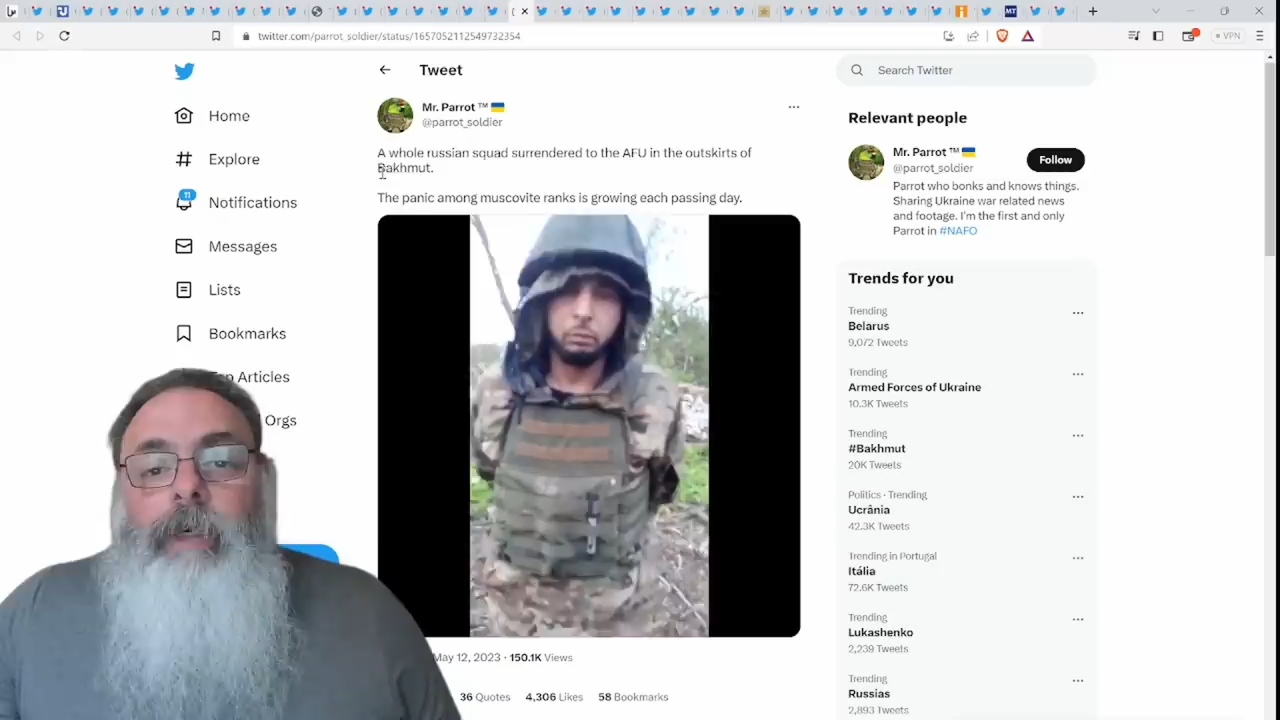 twitter.com/parrot_soldier/status/1657052112549732354
VPN
Home
Explore
11
Notifications
Messages
Lists
Bookmarks
Top Articles
Orgs
Tweet
Mr. Parrot ™ 🇺🇦
@parrot_soldier
A whole russian squad surrendered to the AFU in the outskirts of
Bakhmut.
The panic among muscovite ranks is growing each passing day.
May 12, 2023 · 150.1K Views
36 Quotes 4,306 Likes 58 Bookmarks
Search Twitter
Relevant people
Mr. Parrot ™ 🇺🇦
@parrot_soldier
Follow
Parrot who bonks and knows things.
Sharing Ukraine war related news
and footage. I'm the first and only
Parrot in #NAFO
Trends for you
Trending
Belarus
9,072 Tweets
Trending
Armed Forces of Ukraine
10.3K Tweets
Trending
#Bakhmut
20K Tweets
Politics · Trending
Ucrânia
42.3K Tweets
Trending in Portugal
Itália
72.6K Tweets
Trending
Lukashenko
2,239 Tweets
Trending
Russias
2,893 Tweets